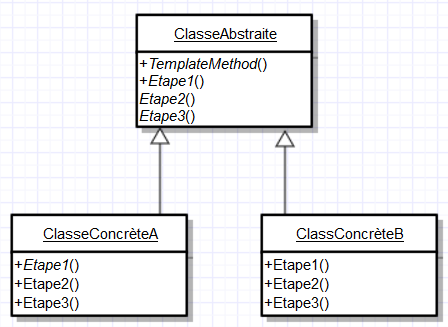 ClasseAbstraite
+TemplateMethod()
+Etape1()
Etape2()
Etape3()
ClasseConcrèteA
+Etape1()
+Etape2()
+Etape3()
ClassConcrèteB
+Etape1()
+Etape2()
+Etape3()